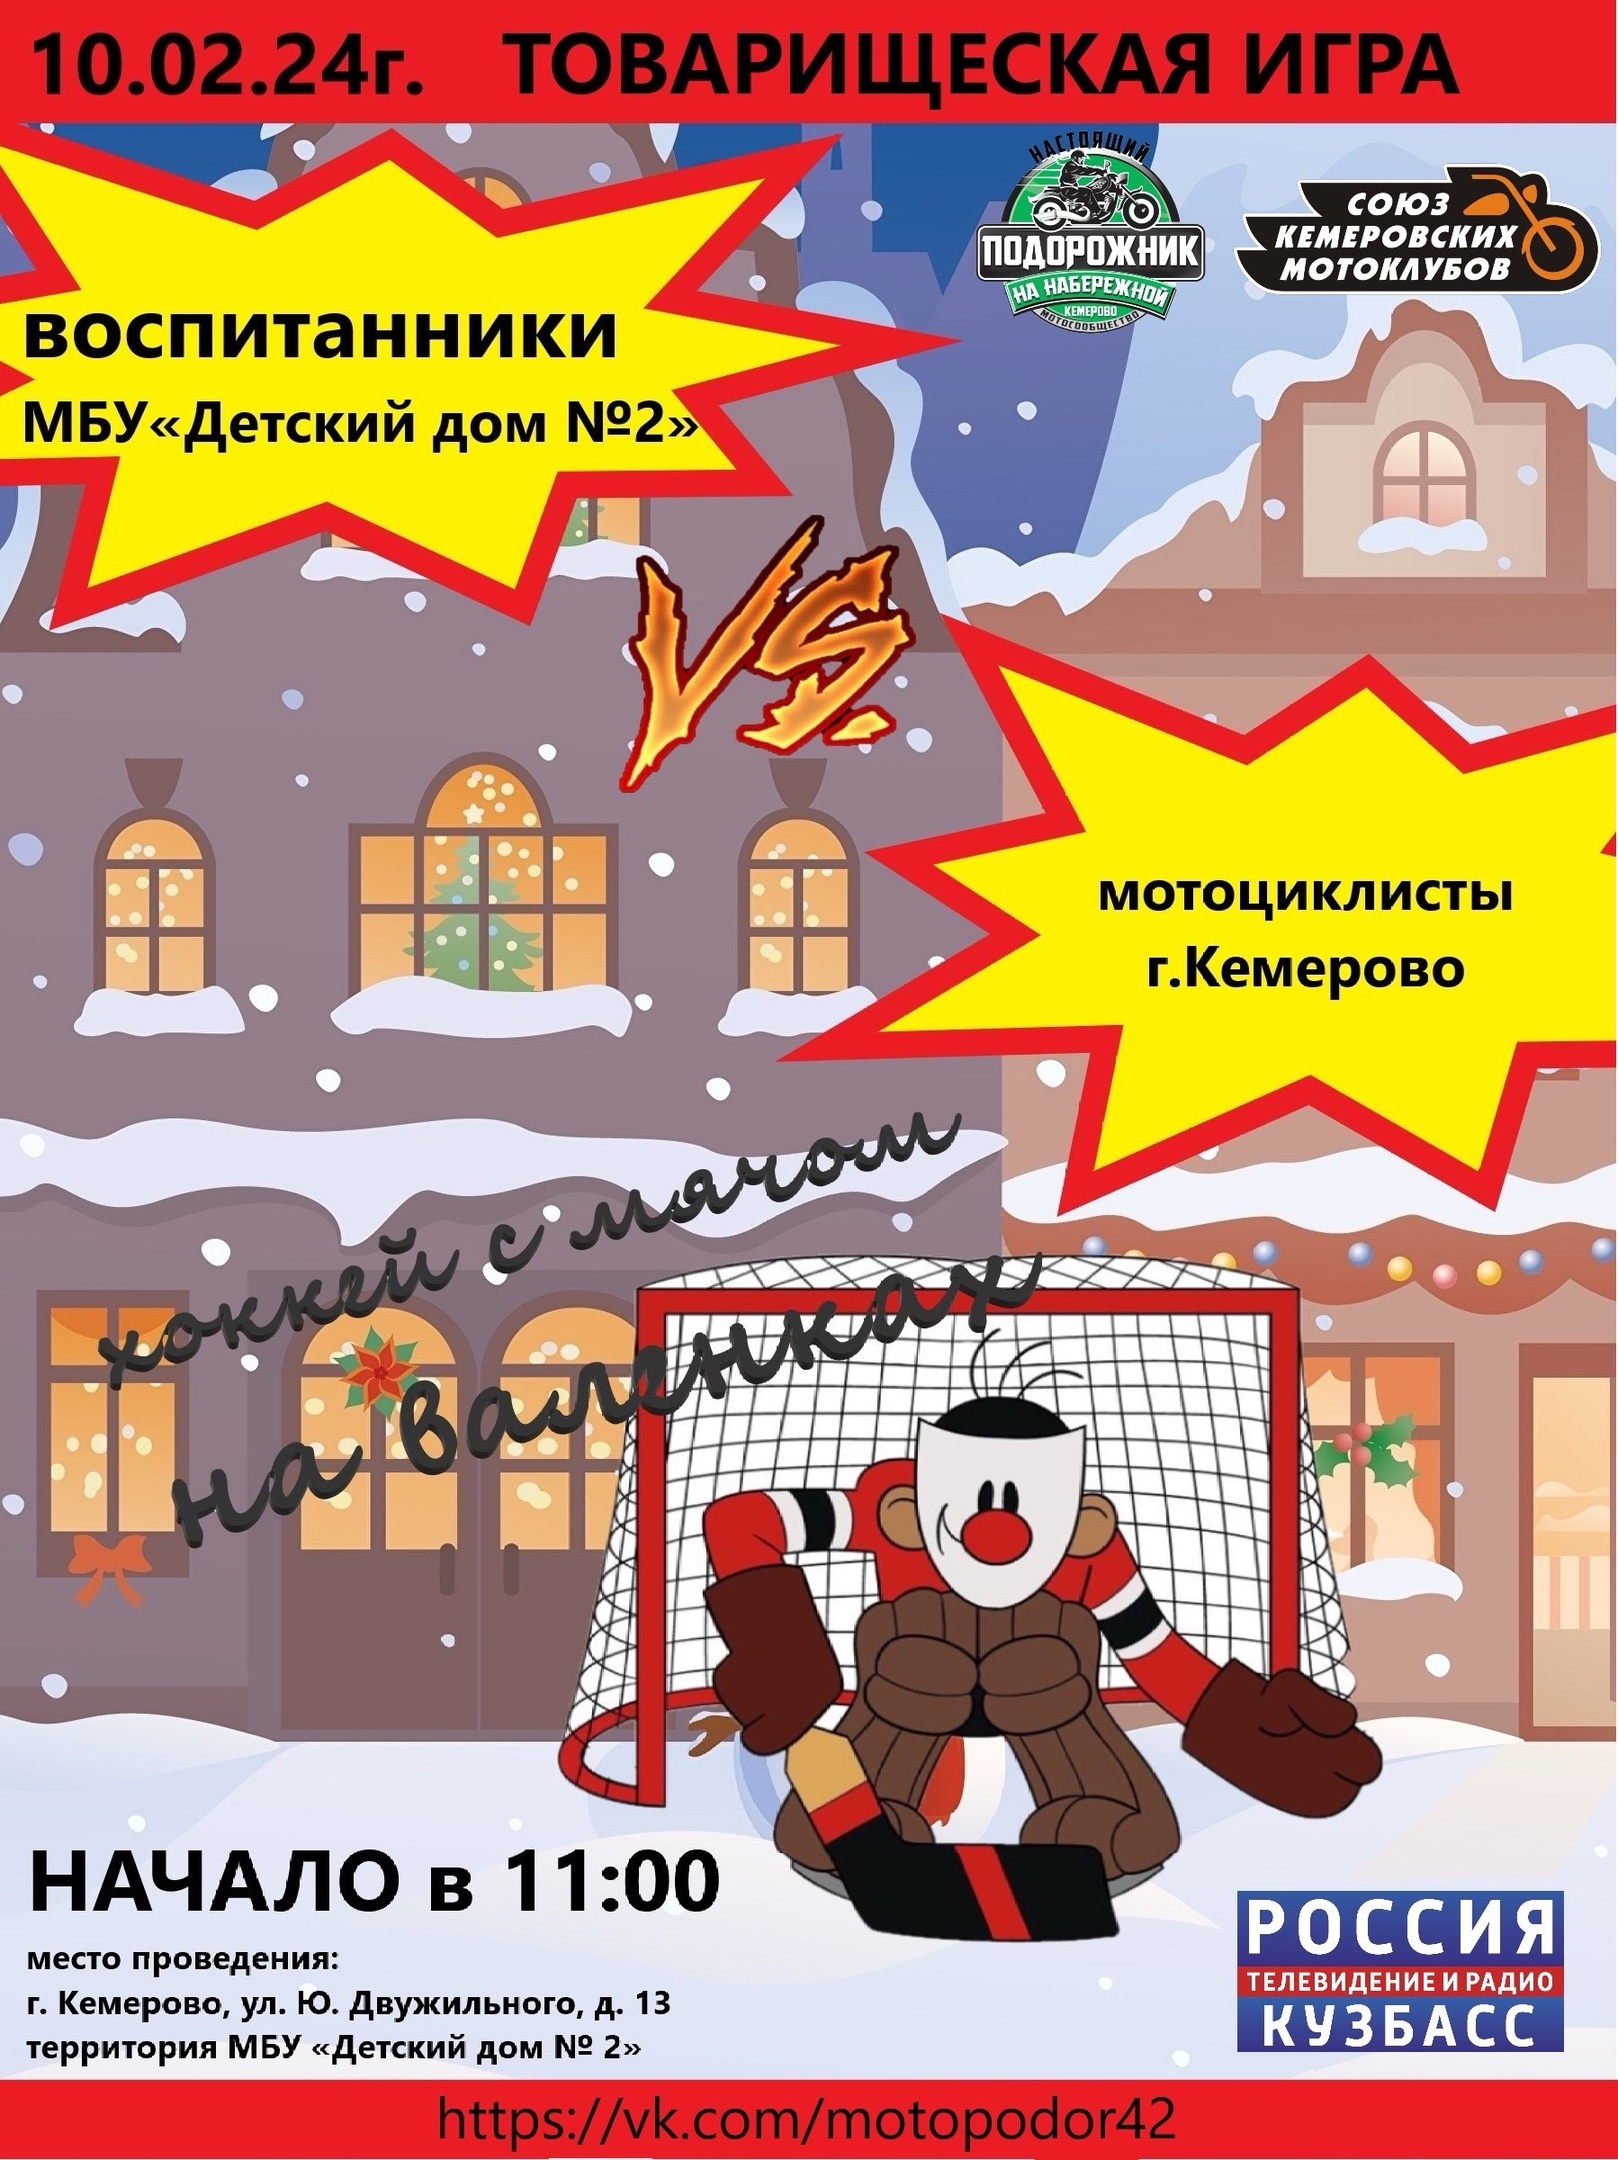 10.02.24г. ТОВАРИЩЕСКАЯ ИГРА
НАСТОЯЩИЙ
ПОДОРОЖНИК
НА НАБЕРЕЖНОЙ
КЕМЕРОВО
МОТОСООБЩЕСТВО
СОЮЗ
КЕМЕРОВСКИХ
МОТОКЛУБОВ
воспитанники
МБУ«Детский дом №2»
VS.
мотоциклисты
г.Кемерово
хоккей с мячом
на валенках
НАЧАЛО в 11:00
место проведения:
г. Кемерово, ул. Ю. Двужильного, д. 13
территория МБУ «Детский дом № 2»
РОССИЯ
ТЕЛЕВИДЕНИЕ И РАДИО
КУЗБАСС
https://vk.com/motopodor42